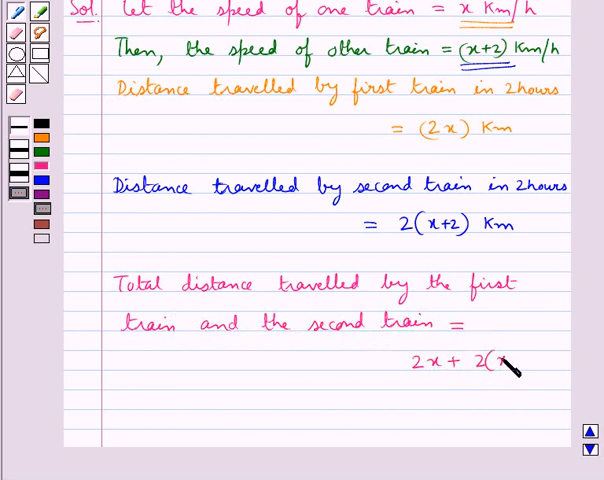 Sol. Let the speed of one train = x Km/h
Then, the speed of other train = (x+2) Km/h
Distance travelled by first train in 2hours
= (2x) Km
Distance travelled by second train in 2hours
= 2(x+2) Km
Total distance travelled by the first
train and the second train =
2x + 2(x